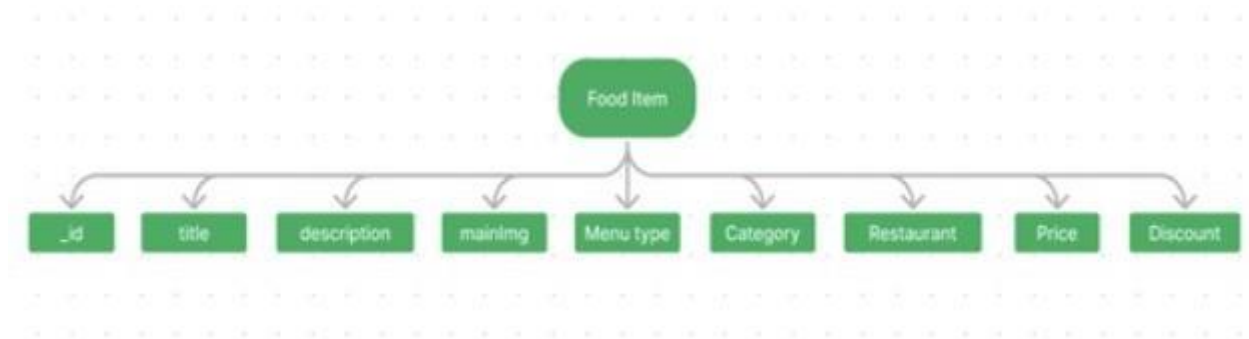 Food Item
_id
title
description
mainImg
Menu type
Category
Restaurant
Price
Discount